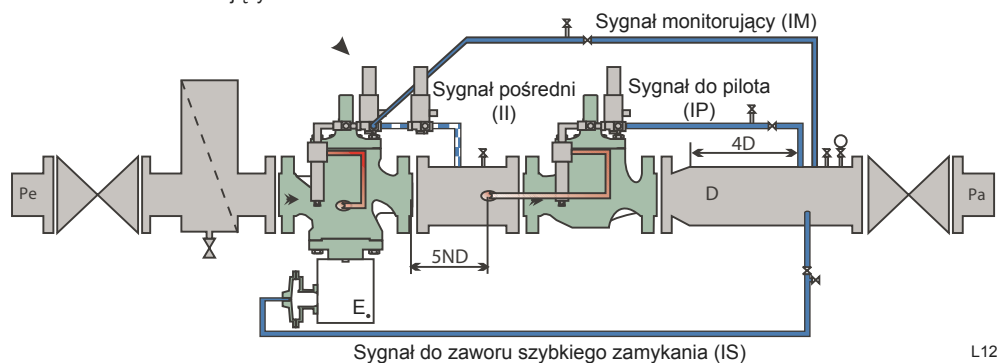 Sygnał monitorujący (IM)
Sygnał pośredni
(II)
Sygnał do pilota
(IP)
4D
Pe
D
Pa
5ND
E.
Sygnał do zaworu szybkiego zamykania (IS)
L12